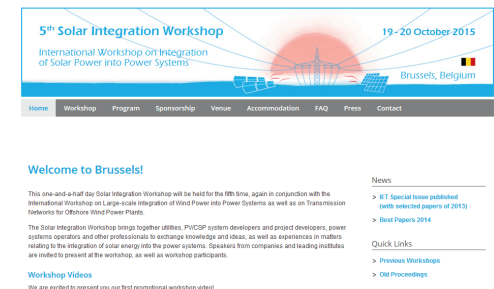 5th Solar Integration Workshop
19 - 20 October 2015
International Workshop on Integration
of Solar Power into Power Systems
Brussels, Belgium
Home Workshop Program Sponsorship Venue Accommodation FAQ Press Contact
Welcome to Brussels!
This one-and-a-half day Solar Integration Workshop will be held for the fifth time, again in conjunction with the
International Workshop on Large-scale Integration of Wind Power into Power Systems as well as on Transmission
Networks for Offshore Wind Power Plants.
The Solar Integration Workshop brings together utilities, PV/CSP system developers and project developers, power
systems operators and other professionals to exchange knowledge and ideas, as well as experiences in matters
relating to the integration of solar energy into the power systems. Speakers from companies and leading institutes
are invited to present at the workshop, as well as workshop participants.
Workshop Videos
We are excited to present you our first promotional workshop video!
News
> IET Special Issue published
(with selected papers of 2013)
> Best Papers 2014
Quick Links
> Previous Workshops
> Old Proceedings